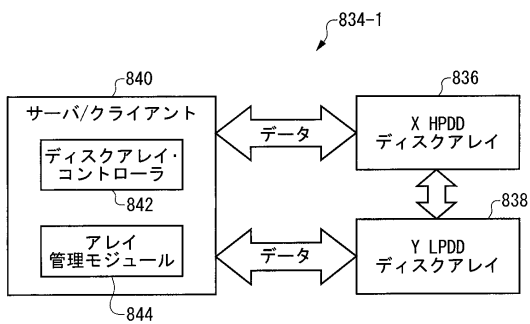 834-1
840
サーバ/クライアント
ディスクアレイ・
コントローラ
842
アレイ
管理モジュール
844
データ
データ
836
X HPDD
ディスクアレイ
838
Y LPDD
ディスクアレイ